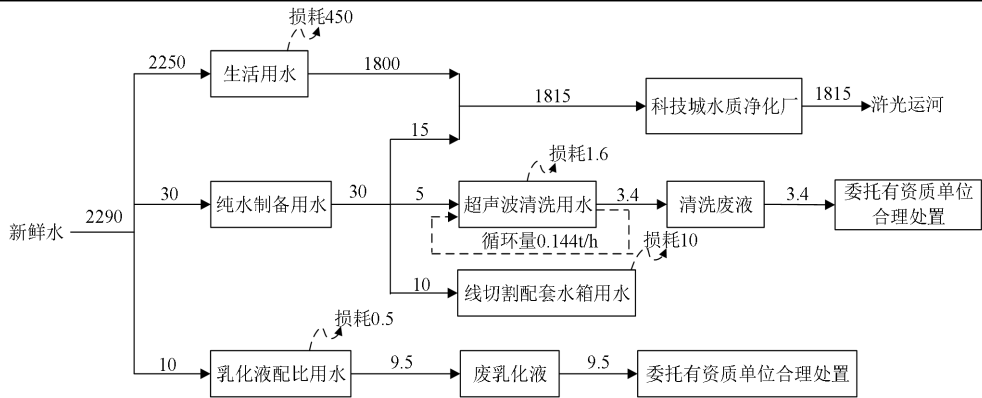 损耗450
2250
生活用水
1800
1815
科技城水质净化厂
1815
浒光运河
15
损耗1.6
新鲜水
2290
30
纯水制备用水
30
5
超声波清洗用水
3.4
清洗废液
3.4
委托有资质单位
合理处置
循环量0.144t/h
损耗10
10
线切割配套水箱用水
损耗0.5
10
乳化液配比用水
9.5
废乳化液
9.5
委托有资质单位合理处置